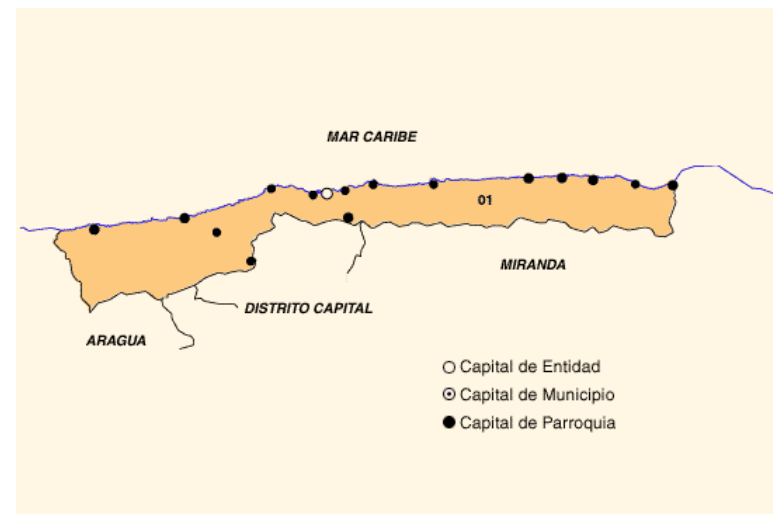 MAR CARIBE
01
MIRANDA
DISTRITO CAPITAL
ARAGUA
Capital de Entidad
Capital de Municipio
Capital de Parroquia